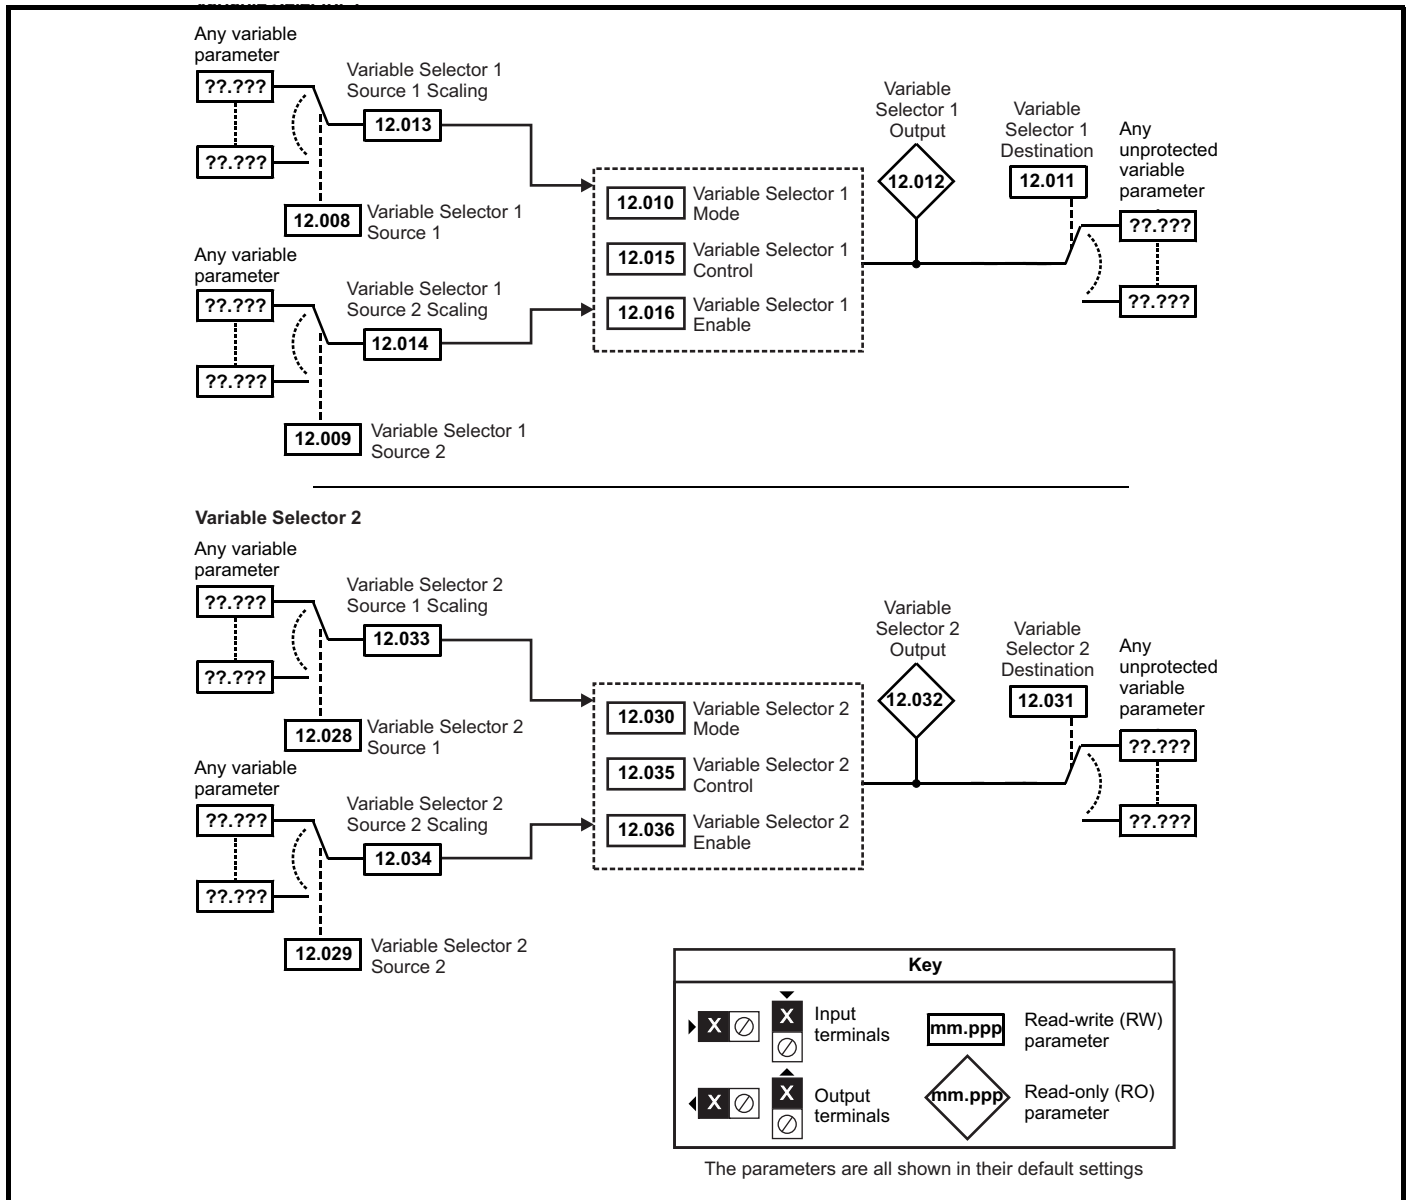 Any variable
parameter
??.???
??.???
Variable Selector 1
Source 1 Scaling
12.013
12.008
Variable Selector 1
Source 1
Any variable
parameter
??.???
??.???
Variable Selector 1
Source 2 Scaling
12.014
12.009
Variable Selector 1
Source 2
12.010
Variable Selector 1
Mode
12.015
Variable Selector 1
Control
12.016
Variable Selector 1
Enable
Variable
Selector 1
Output
12.012
Variable
Selector 1
Destination
12.011
Any
unprotected
variable
parameter
??.???
??.???
Variable Selector 2
Any variable
parameter
??.???
??.???
Variable Selector 2
Source 1 Scaling
12.033
12.028
Variable Selector 2
Source 1
Any variable
parameter
??.???
??.???
Variable Selector 2
Source 2 Scaling
12.034
12.029
Variable Selector 2
Source 2
12.030
Variable Selector 2
Mode
12.035
Variable Selector 2
Control
12.036
Variable Selector 2
Enable
Variable
Selector 2
Output
12.032
Variable
Selector 2
Destination
12.031
Any
unprotected
variable
parameter
??.???
??.???
Key
X
X
Input
terminals
mm.ppp
Read-write (RW)
parameter
X
X
Output
terminals
mm.ppp
Read-only (RO)
parameter
The parameters are all shown in their default settings